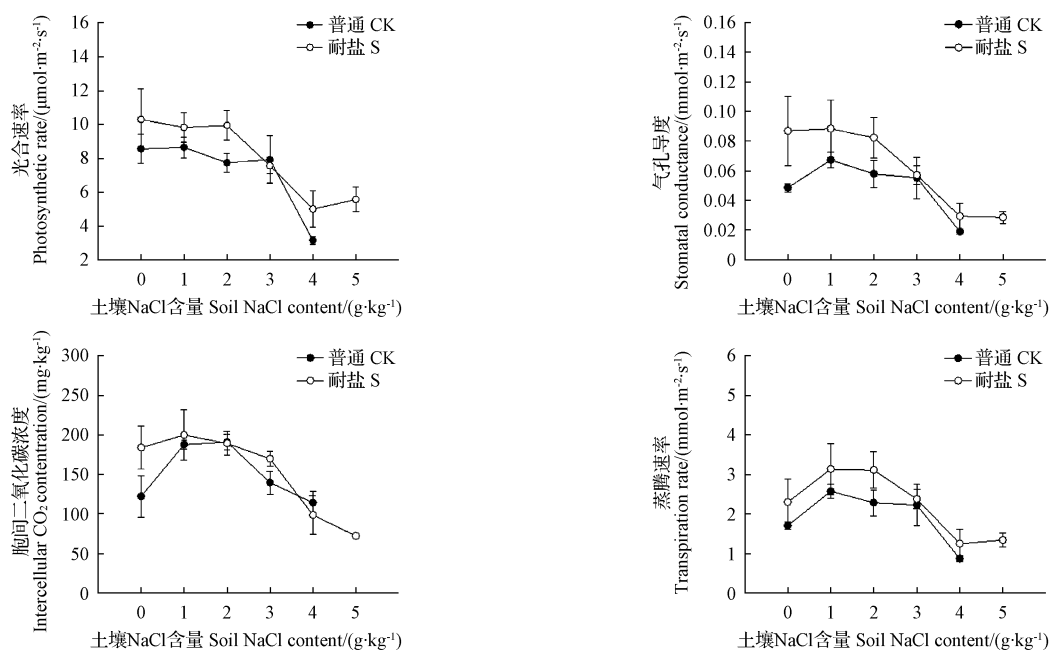 光合速率
Photosynthetic rate/(μmol·m⁻²·s⁻¹)
16
14
12
10
8
6
4
2
普通 CK
耐盐 S
0 1 2 3 4 5
土壤NaCl含量 Soil NaCl content/(g·kg⁻¹)
气孔导度
Stomatal conductance/(mmol·m⁻²·s⁻¹)
0.16
0.14
0.12
0.10
0.08
0.06
0.04
0.02
0
普通 CK
耐盐 S
0 1 2 3 4 5
土壤NaCl含量 Soil NaCl content/(g·kg⁻¹)
胞间二氧化碳浓度
Intercellular CO₂ contentration/(mg·kg⁻¹)
300
250
200
150
100
50
0
普通 CK
耐盐 S
0 1 2 3 4 5
土壤NaCl含量 Soil NaCl content/(g·kg⁻¹)
蒸腾速率
Transpiration rate/(mmol·m⁻²·s⁻¹)
6
5
4
3
2
1
0
普通 CK
耐盐 S
0 1 2 3 4 5
土壤NaCl含量 Soil NaCl content/(g·kg⁻¹)